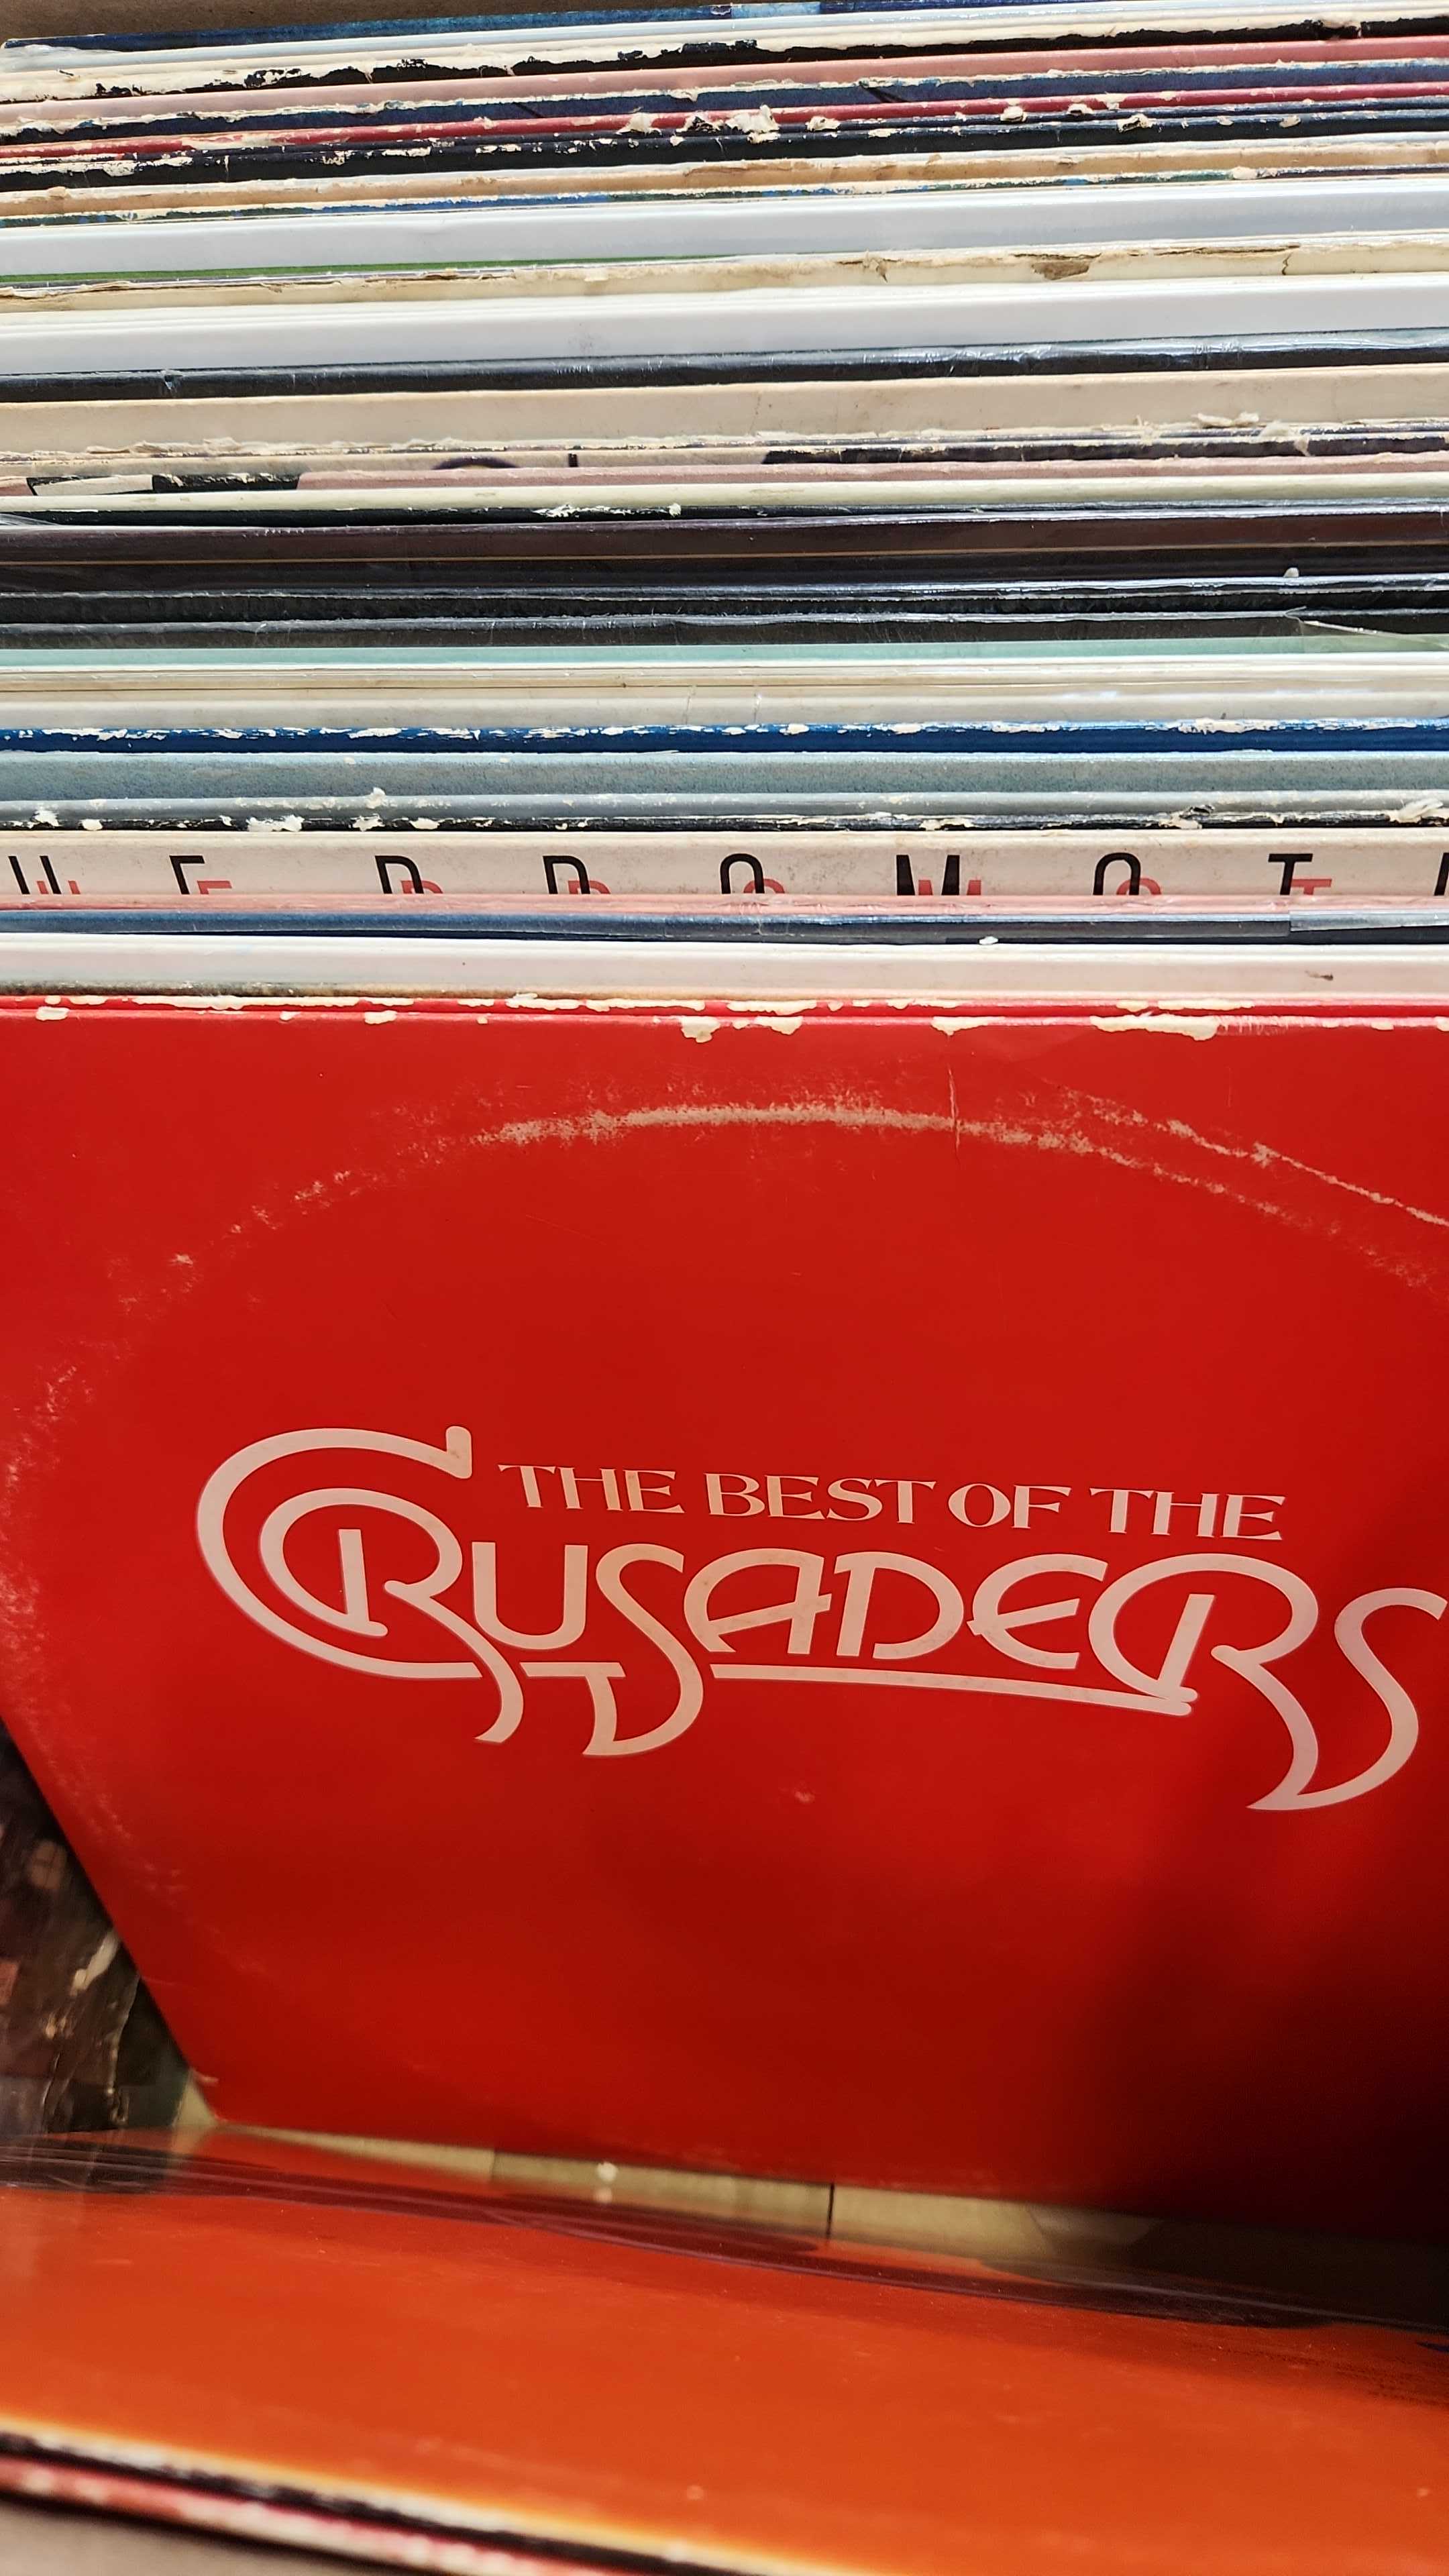 THE BEST OF THE
CRUSADERS